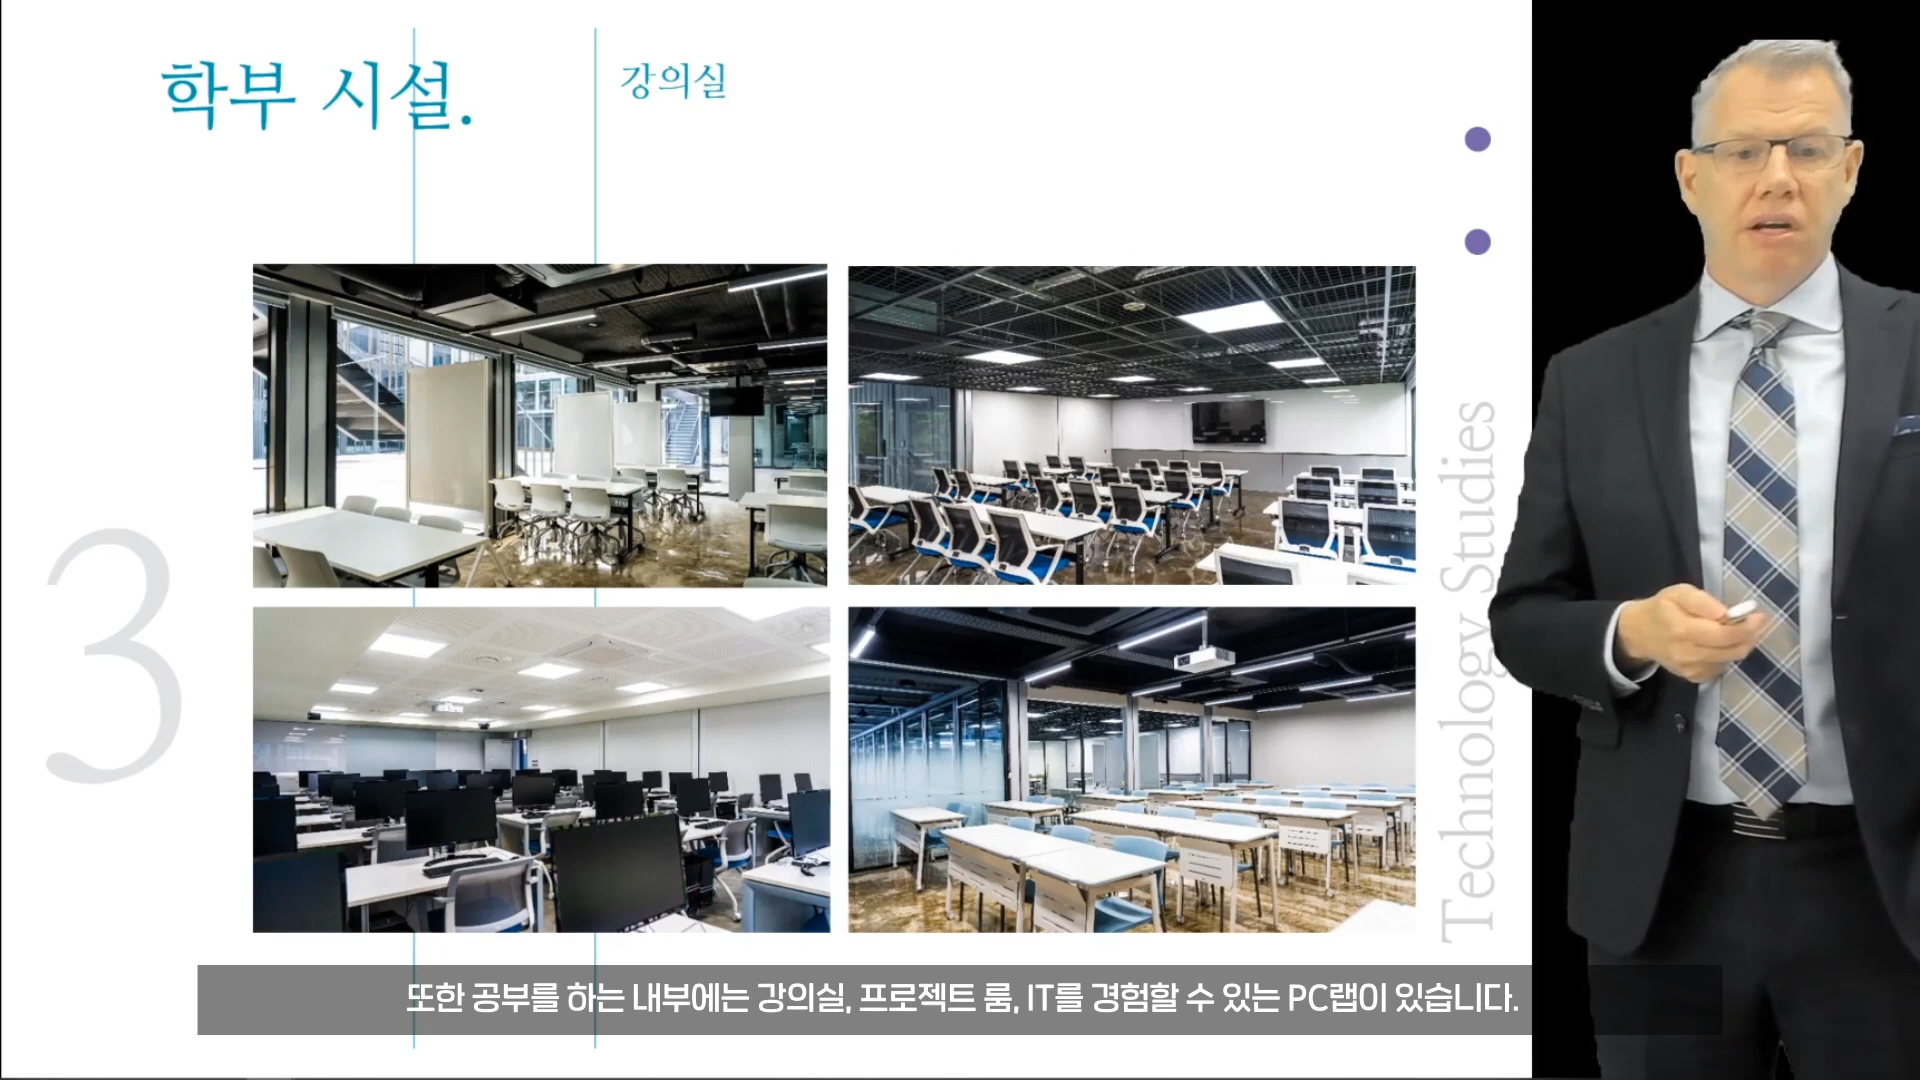 학부 시설.
강의실
3
Technology Studies
또한 공부를 하는 내부에는 강의실, 프로젝트 룸, IT를 경험할 수 있는 PC랩이 있습니다.